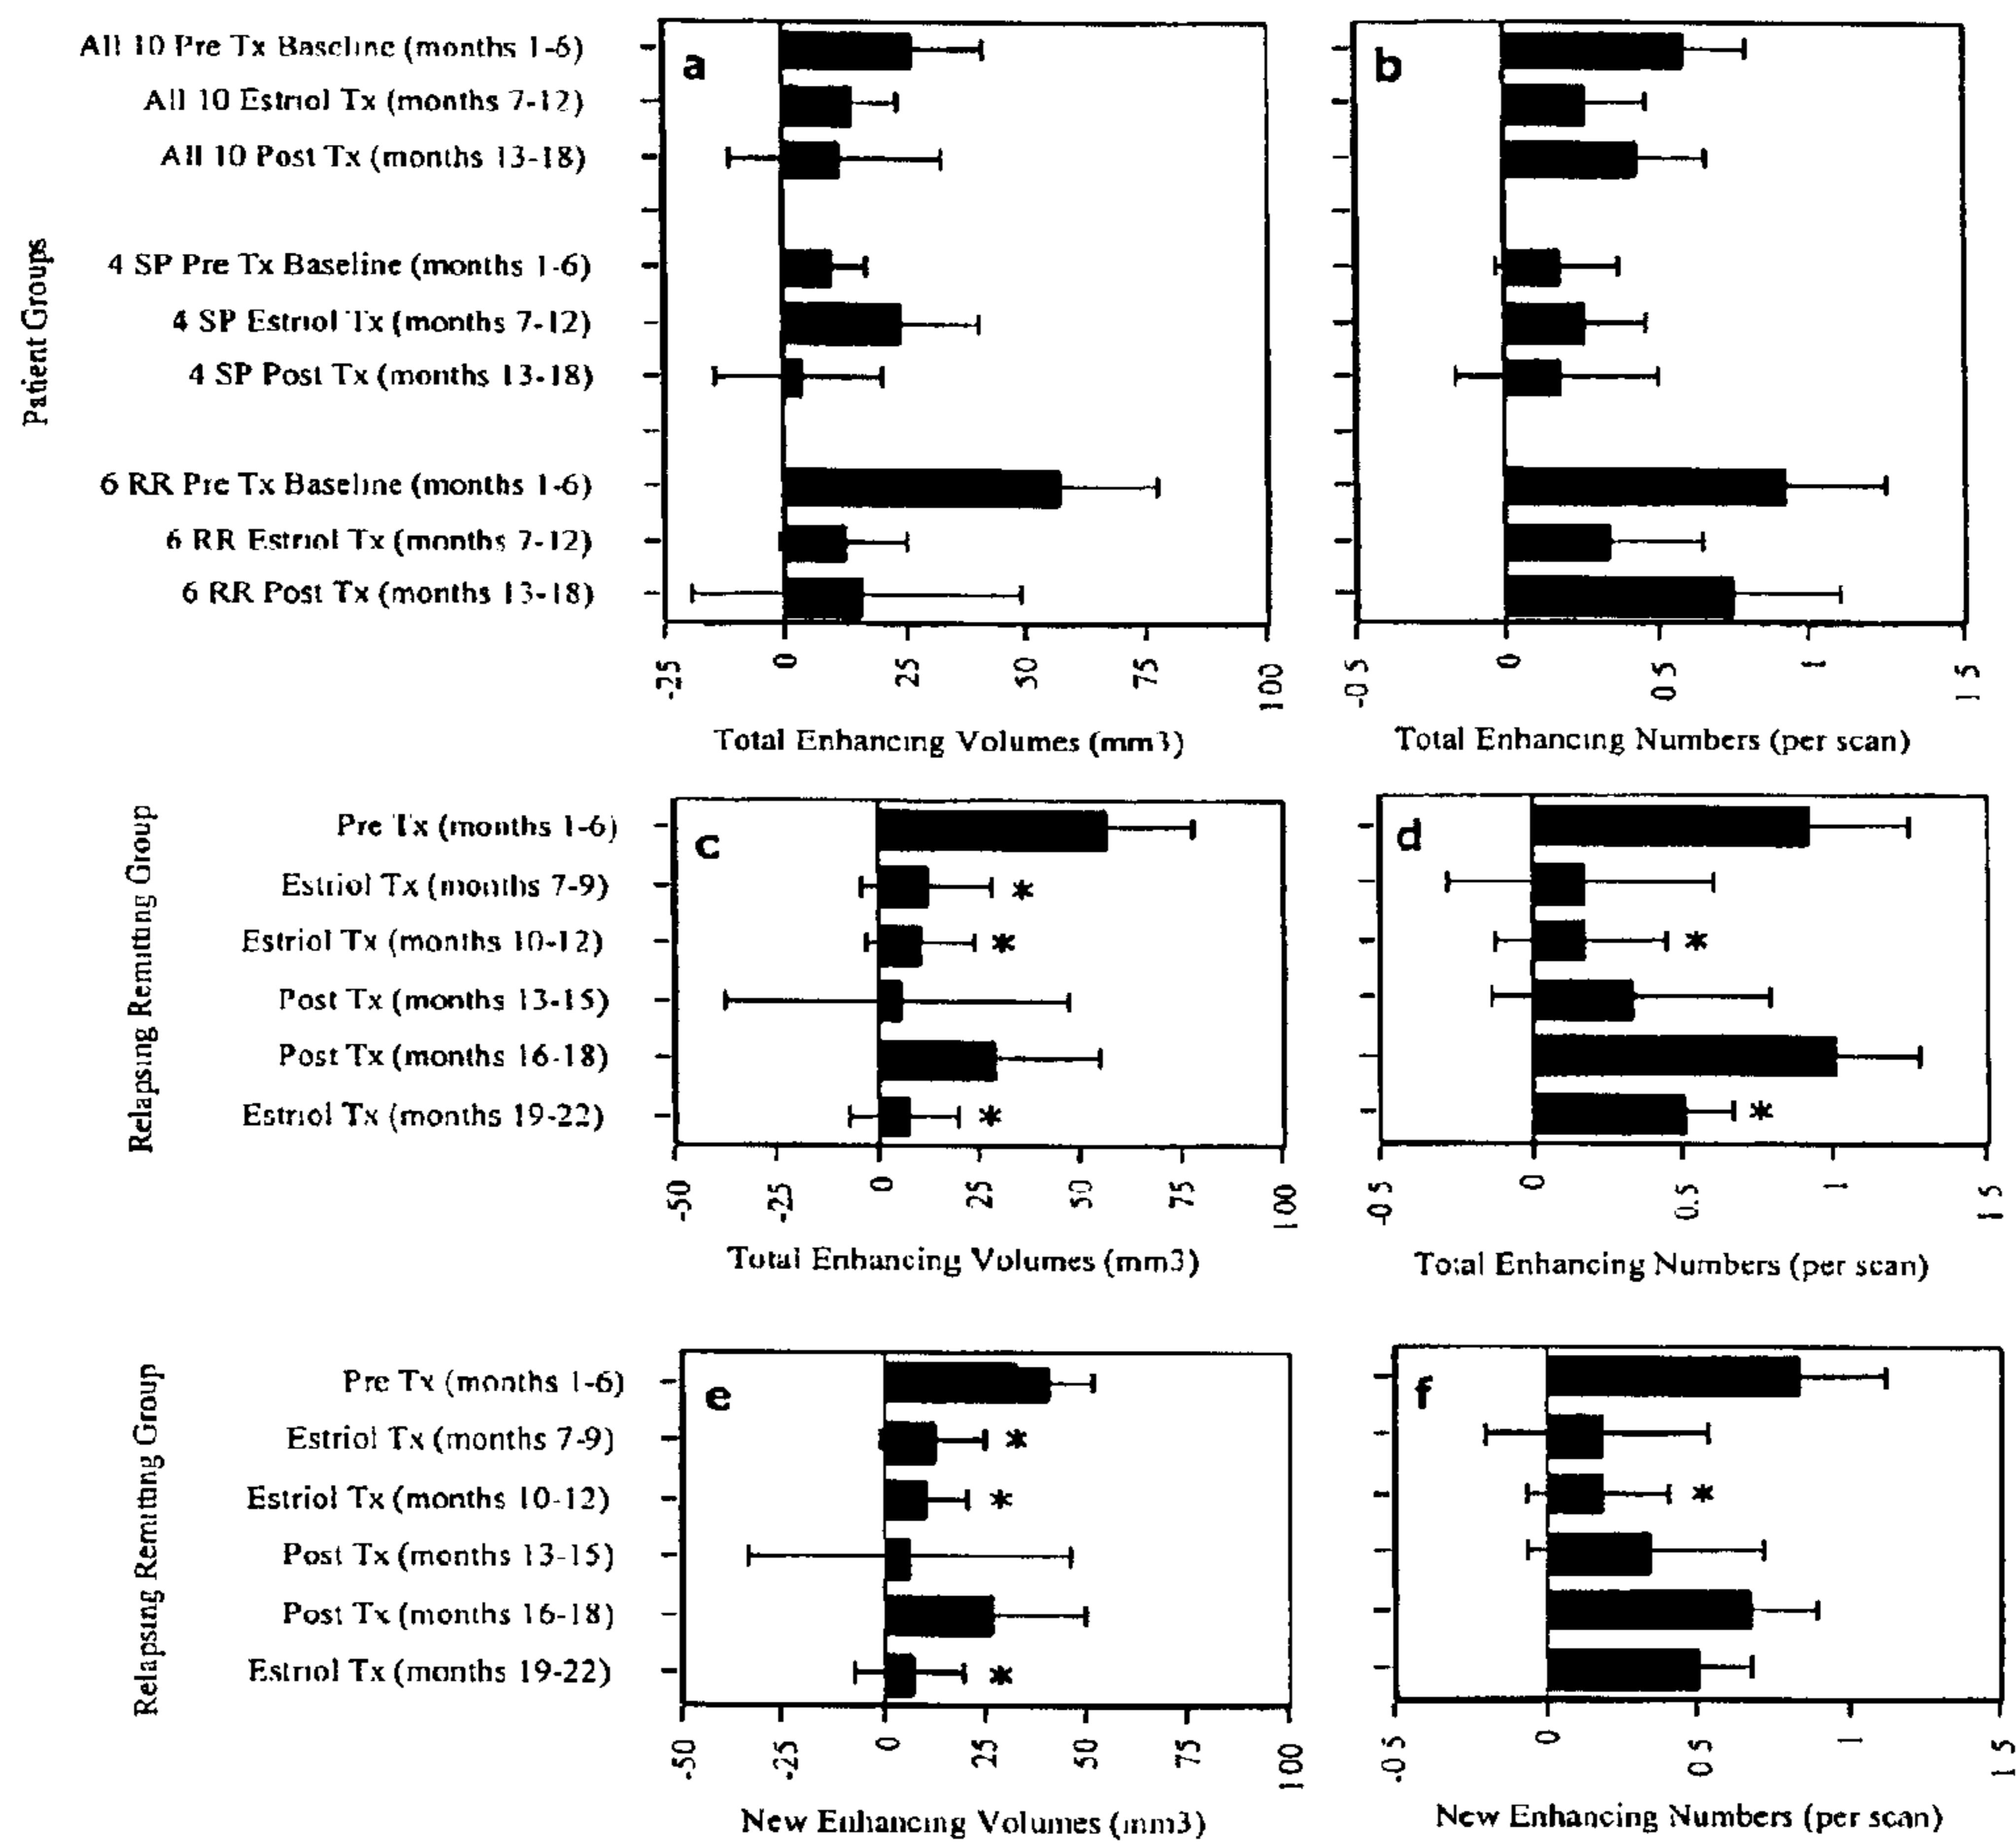 Patient Groups
All 10 Pre Tx Baseline (months 1-6)
All 10 Estriol Tx (months 7-12)
All 10 Post Tx (months 13-18)
4 SP Pre Tx Baseline (months 1-6)
4 SP Estriol Tx (months 7-12)
4 SP Post Tx (months 13-18)
6 RR Pre Tx Baseline (months 1-6)
6 RR Estriol Tx (months 7-12)
6 RR Post Tx (months 13-18)
a
-25 0 25 50 75 100
Total Enhancing Volumes (mm3)
b
-0 5 0 0 5 1 1 5
Total Enhancing Numbers (per scan)
Relapsing Remitting Group
Pre Tx (months 1-6)
Estriol Tx (months 7-9)
Estriol Tx (months 10-12)
Post Tx (months 13-15)
Post Tx (months 16-18)
Estriol Tx (months 19-22)
c
* * *
-50 -25 0 25 50 75 100
Total Enhancing Volumes (mm3)
d
* *
-0 5 0 0.5 1 1 5
Total Enhancing Numbers (per scan)
Relapsing Remitting Group
Pre Tx (months 1-6)
Estriol Tx (months 7-9)
Estriol Tx (months 10-12)
Post Tx (months 13-15)
Post Tx (months 16-18)
Estriol Tx (months 19-22)
e
* * *
-50 -25 0 25 50 75 100
New Enhancing Volumes (mm3)
f
*
-0 5 0 0 5 1 1 5
New Enhancing Numbers (per scan)